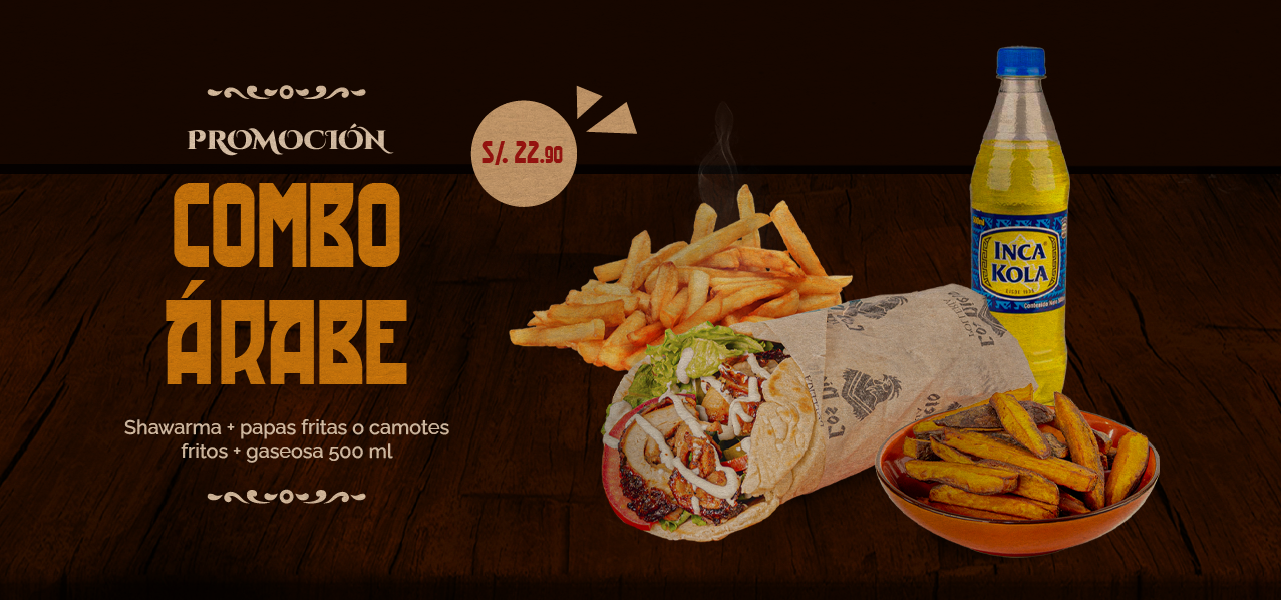 PROMOCIÓN
COMBO
ÁRABE
Shawarma + papas fritas o camotes
fritos + gaseosa 500 ml
S/. 22.90
INCA
KOLA